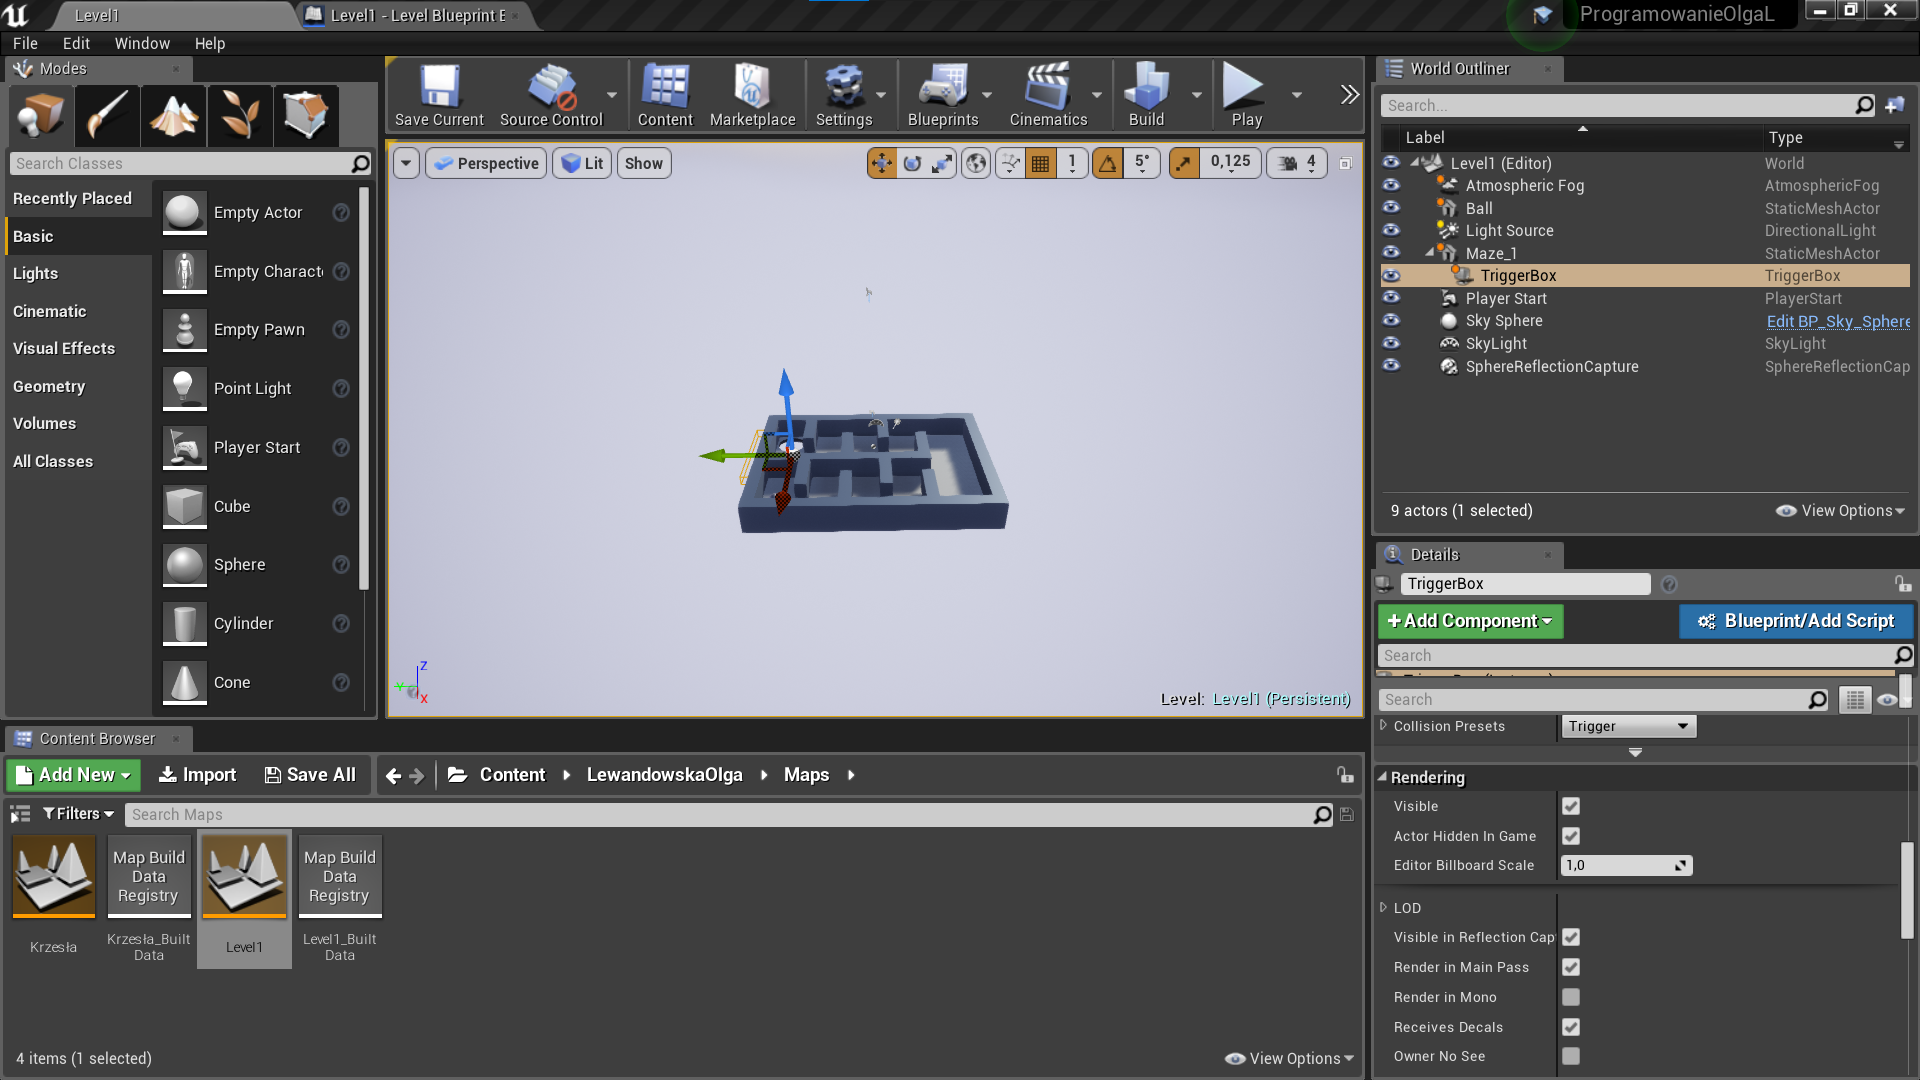 Level1
Level1 - Level Blueprint E
ProgramowanieOlgaL
File Edit Window Help
Modes
Search Classes
Recently Placed
Basic
Lights
Cinematic
Visual Effects
Geometry
Volumes
All Classes
Empty Actor
Empty Charact
Empty Pawn
Point Light
Player Start
Cube
Sphere
Cylinder
Cone
Save Current
Source Control
Content
Marketplace
Settings
Blueprints
Cinematics
Build
Play
Perspective
Lit
Show
1
5°
0,125
4
Z
Y
X
Level: Level1 (Persistent)
World Outliner
Search...
Label Type
Level1 (Editor) World
Atmospheric Fog AtmosphericFog
Ball StaticMeshActor
Light Source DirectionalLight
Maze_1 StaticMeshActor
TriggerBox TriggerBox
Player Start PlayerStart
Sky Sphere Edit BP_Sky_Sphere
SkyLight SkyLight
SphereReflectionCapture SphereReflectionCap
9 actors (1 selected) View Options
Details
TriggerBox
+Add Component
Blueprint/Add Script
Search
Search
Collision Presets Trigger
Rendering
Visible
Actor Hidden In Game
Editor Billboard Scale 1,0
LOD
Visible in Reflection Cap
Render in Main Pass
Render in Mono
Receives Decals
Owner No See
Content Browser
Add New Import Save All Content LewandowskaOlga Maps
Filters Search Maps
Map Build
Data
Registry
Map Build
Data
Registry
Krzesła
Krzesła_Built
Data
Level1
Level1_Built
Data
4 items (1 selected) View Options